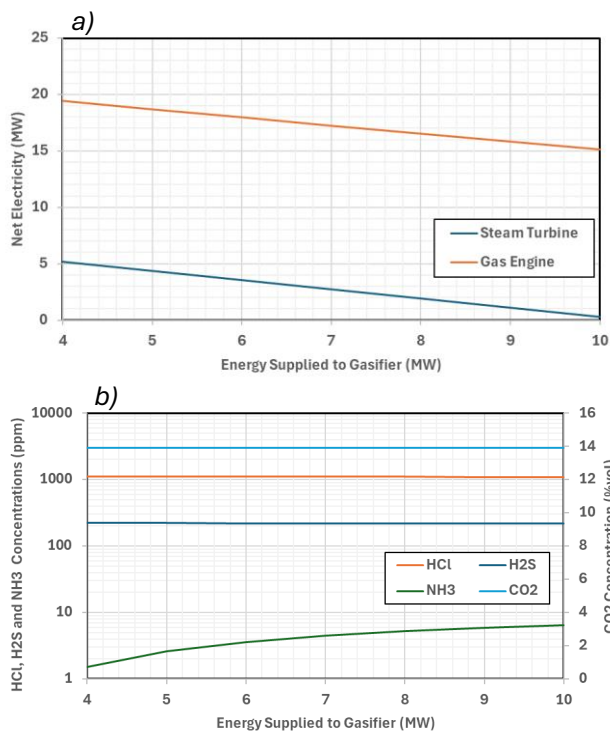 a)
25
20
15
10
5
0
Net Electricity (MW)
Steam Turbine
Gas Engine
4 5 6 7 8 9 10
Energy Supplied to Gasifier (MW)
b)
10000
1000
100
10
1
HCl, H2S and NH3 Concentrations (ppm)
16
14
12
10
8
6
4
2
0
CO2 Concentration (%vol)
HCl H2S
NH3 CO2
4 5 6 7 8 9 10
Energy Supplied to Gasifier (MW)